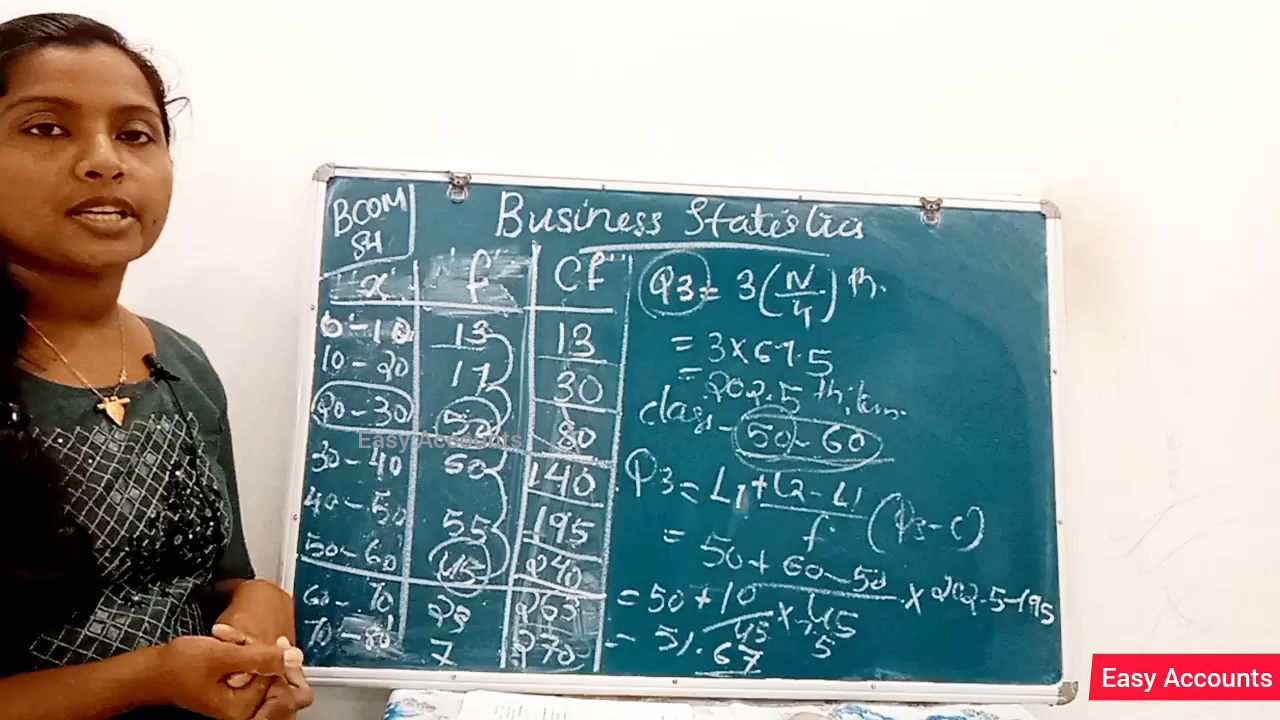 BCOM
S4
Business Statistics
"x" "f" "Cf"
0-10 13 13
10-20 17 30
20-30 50 80
30-40 60 140
40-50 55 195
50-60 45 240
60-70 23 263
70-80 7 270
Q3 = 3(N/4)th.
= 3×67.5
= 202.5 th item.
class - 50-60
Q3 = L1 + L2-L1/f (Q3-C)
= 50 + 60-50/45 × 202.5-195
= 50 + 10/45 × 7.5
= 51.67
Easy Accounts
Easy Accounts